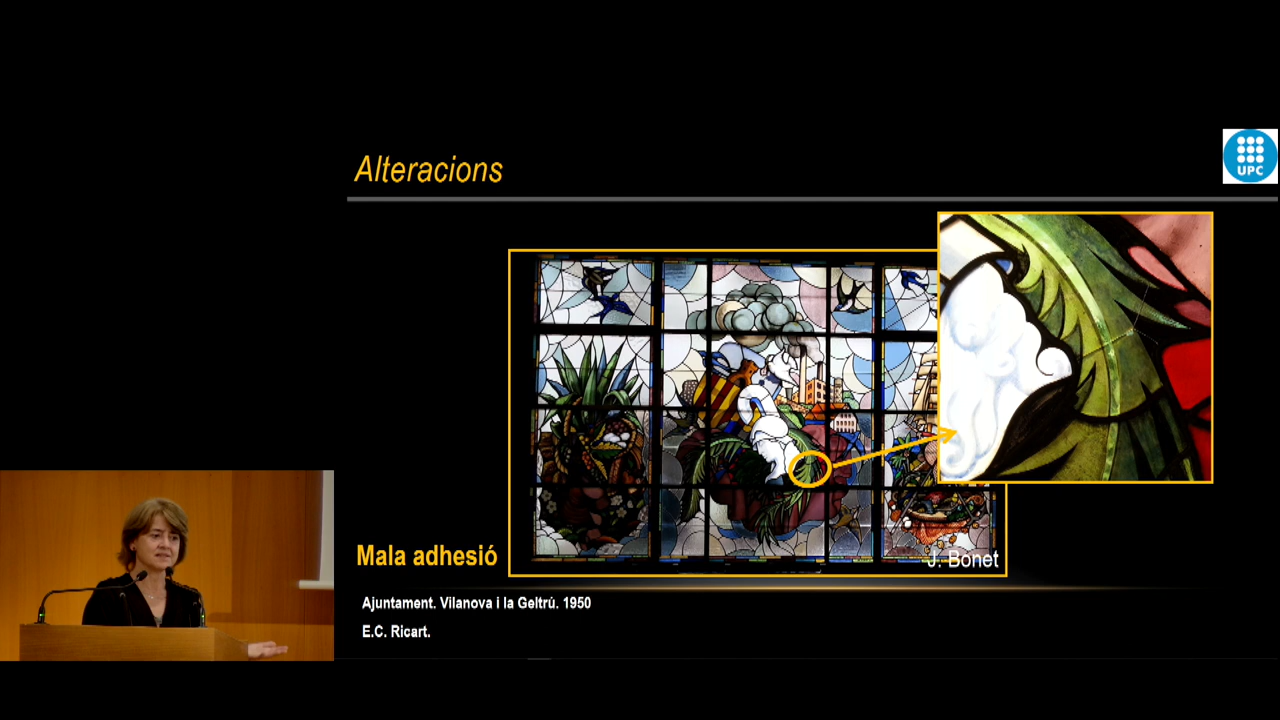 Alteracions
UPC
J. Bonet
Mala adhesió
Ajuntament. Vilanova i la Geltrú. 1950
E.C. Ricart.